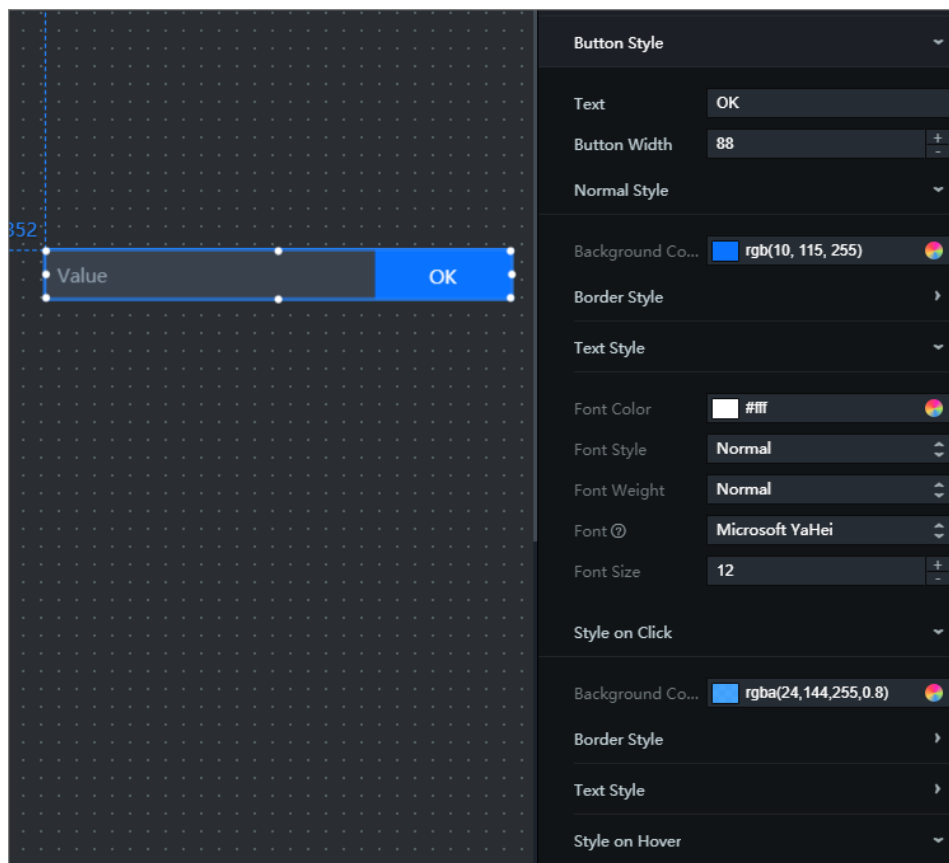 Button Style
Text
OK
Button Width
88
Normal Style
352
Value
OK
Background Co...
rgb(10, 115, 255)
Border Style
Text Style
Font Color
#fff
Font Style
Normal
Font Weight
Normal
Font
Microsoft YaHei
Font Size
12
Style on Click
Background Co...
rgba(24,144,255,0.8)
Border Style
Text Style
Style on Hover